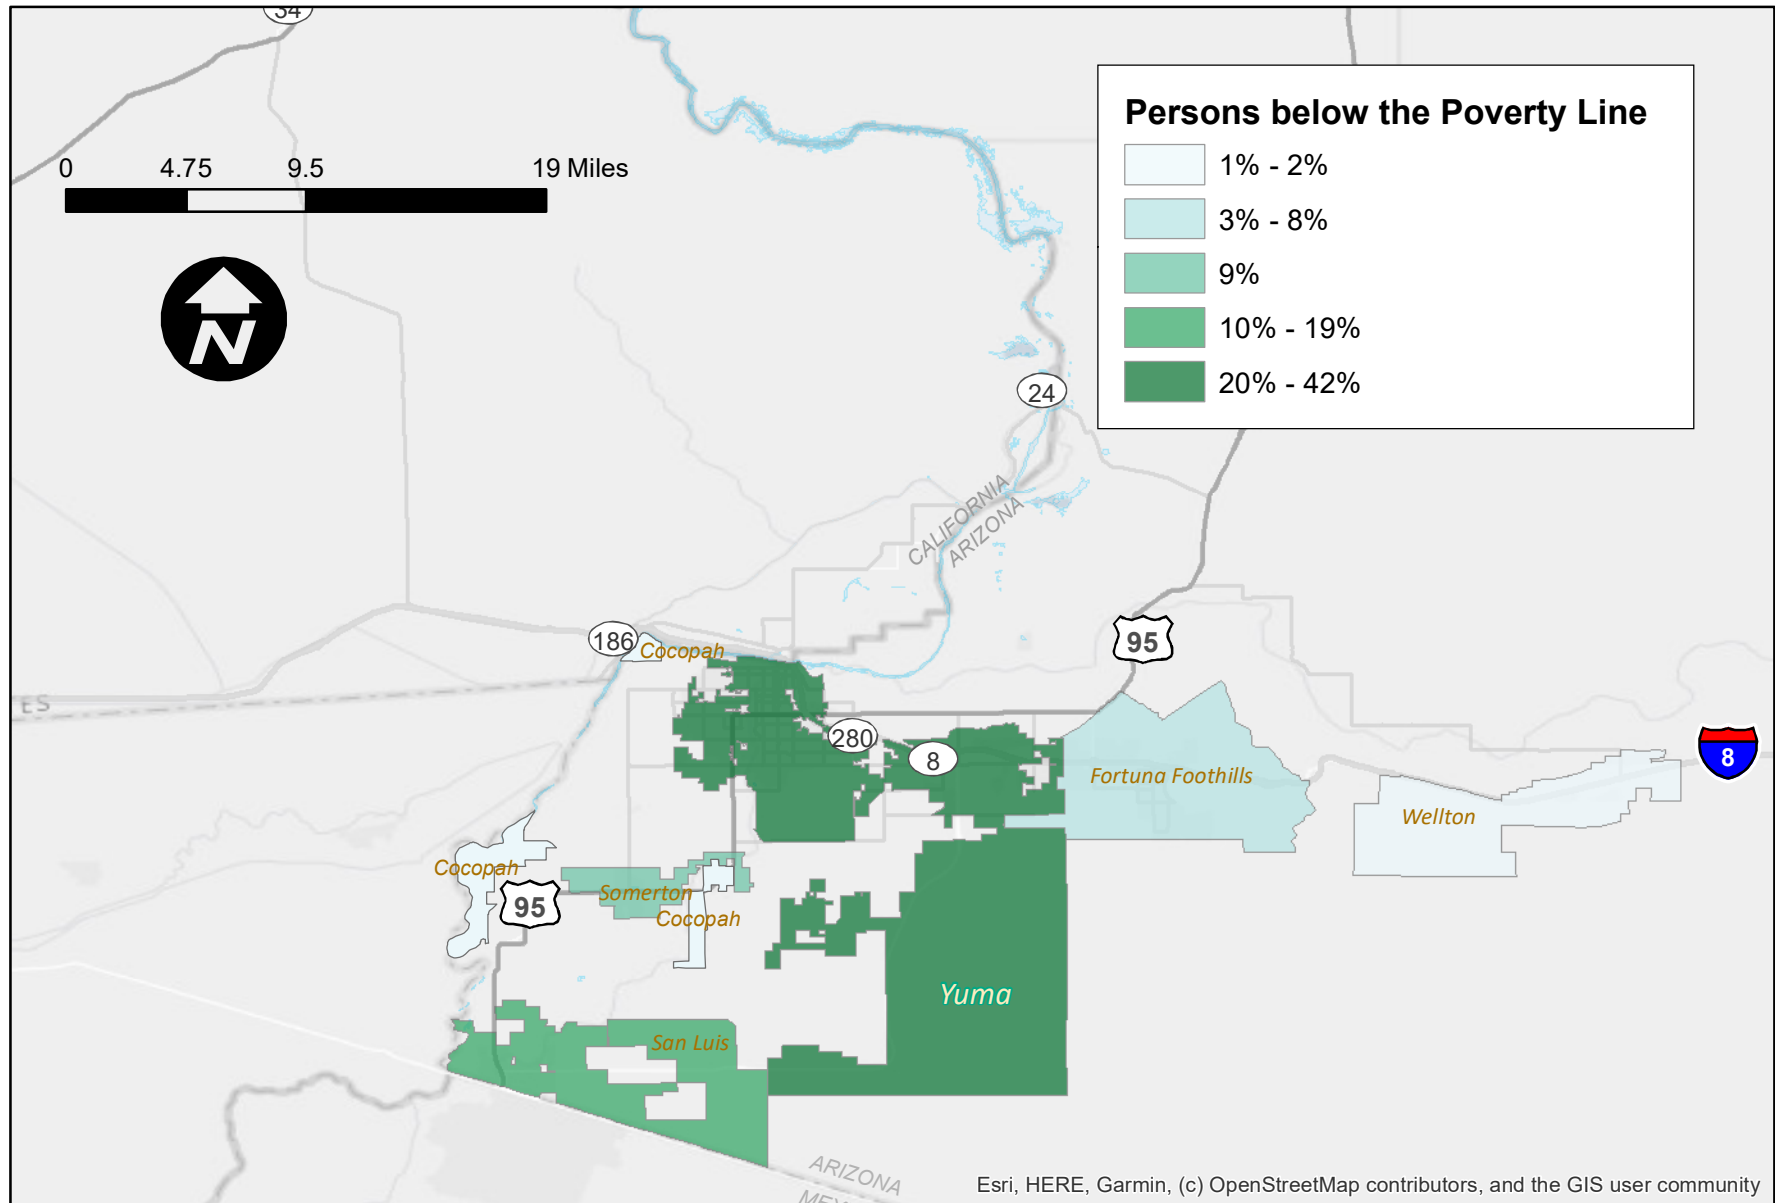 34
Persons below the Poverty Line
1% - 2%
3% - 8%
9%
10% - 19%
20% - 42%
0 4.75 9.5 19 Miles
N
24
CALIFORNIA
ARIZONA
186
Cocopah
95
ES
280
8
Fortuna Foothills
8
Wellton
Cocopah
Somerton
95
Cocopah
Yuma
San Luis
ARIZONA
Esri, HERE, Garmin, (c) OpenStreetMap contributors, and the GIS user community